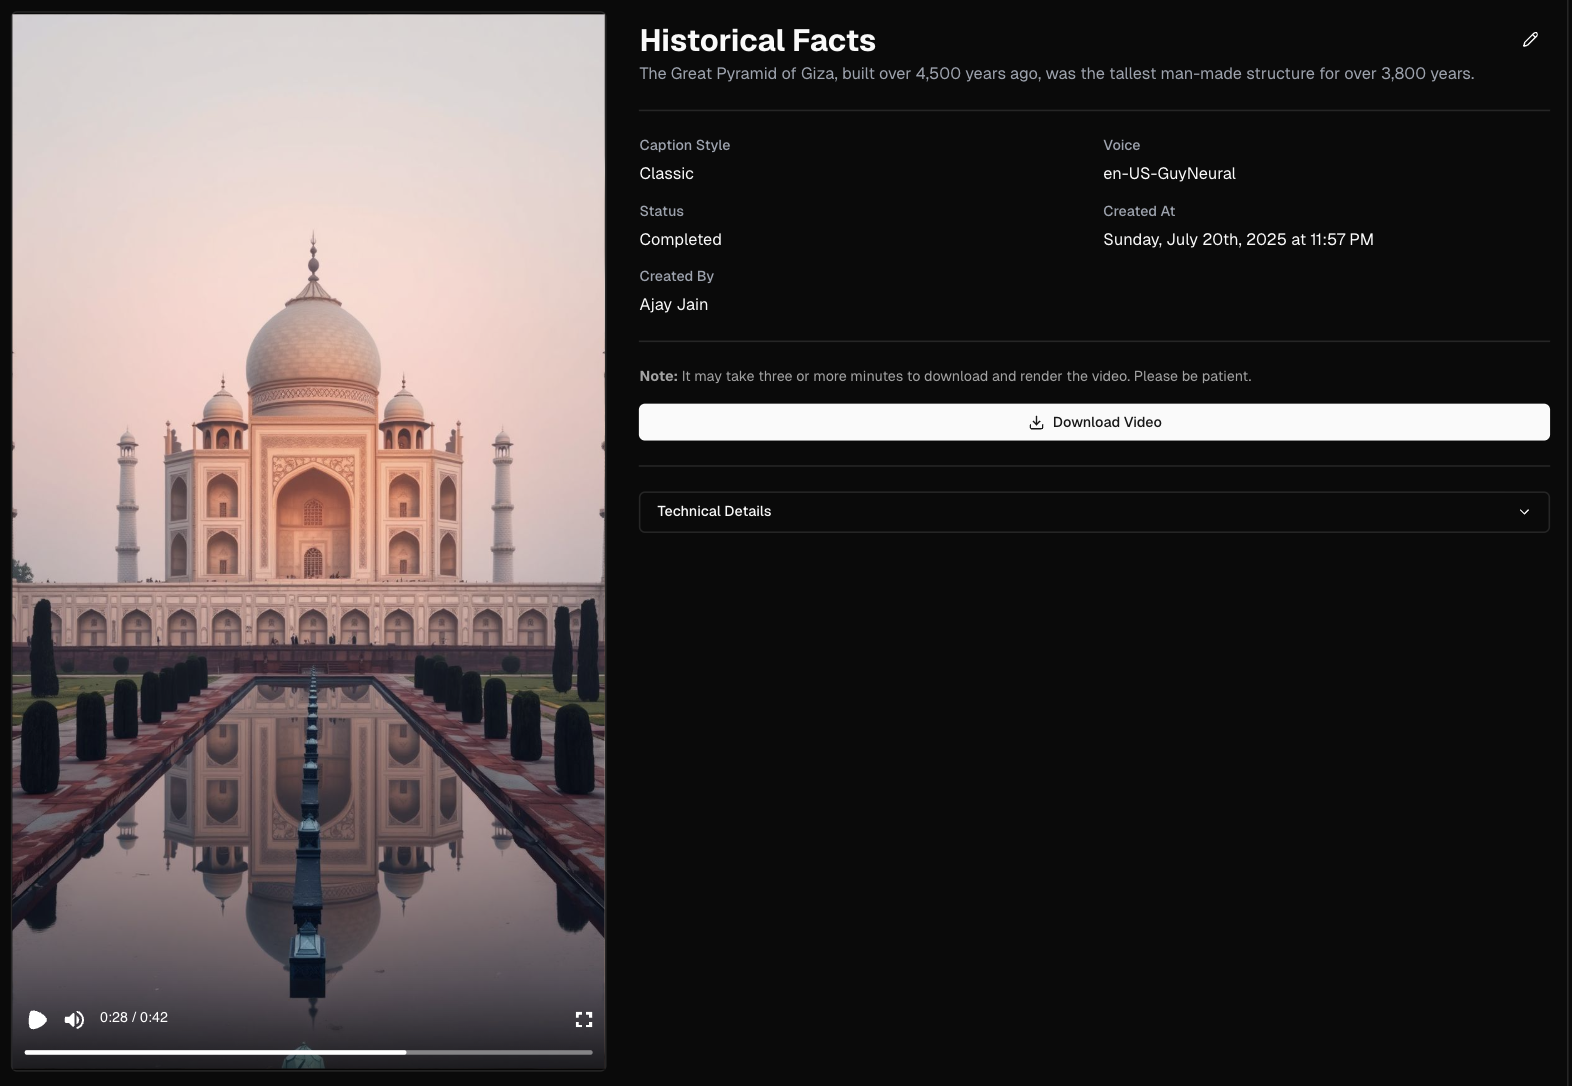 Historical Facts
The Great Pyramid of Giza, built over 4,500 years ago, was the tallest man-made structure for over 3,800 years.
Caption Style
Classic
Voice
en-US-GuyNeural
Status
Completed
Created At
Sunday, July 20th, 2025 at 11:57 PM
Created By
Ajay Jain
Note: It may take three or more minutes to download and render the video. Please be patient.
Download Video
Technical Details
0:28 / 0:42